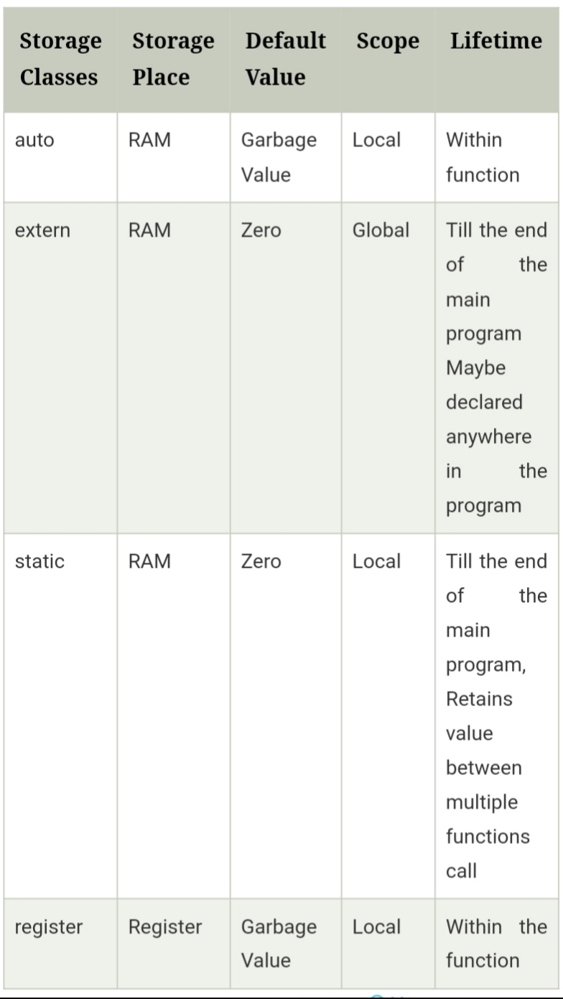 Storage Classes | Storage Place | Default Value | Scope | Lifetime
auto | RAM | Garbage Value | Local | Within function
extern | RAM | Zero | Global | Till the end of the main program Maybe declared anywhere in the program
static | RAM | Zero | Local | Till the end of the main program, Retains value between multiple functions call
register | Register | Garbage Value | Local | Within the function